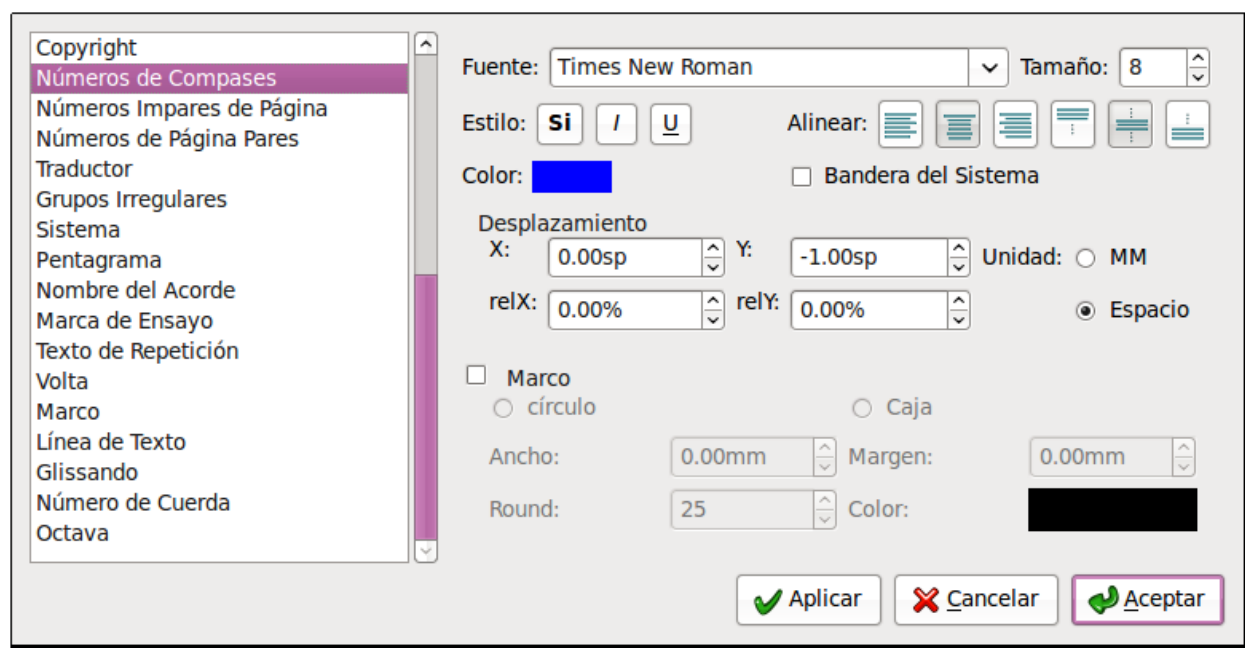 Copyright
Números de Compases
Números Impares de Página
Números de Página Pares
Traductor
Grupos Irregulares
Sistema
Pentagrama
Nombre del Acorde
Marca de Ensayo
Texto de Repetición
Volta
Marco
Línea de Texto
Glissando
Número de Cuerda
Octava
Fuente: Times New Roman Tamaño: 8
Estilo: Si I U Alinear:
Color: Bandera del Sistema
Desplazamiento
X: 0.00sp Y: -1.00sp Unidad: MM
relX: 0.00% relY: 0.00% Espacio
Marco
círculo Caja
Ancho: 0.00mm Margen: 0.00mm
Round: 25 Color:
Aplicar Cancelar Aceptar